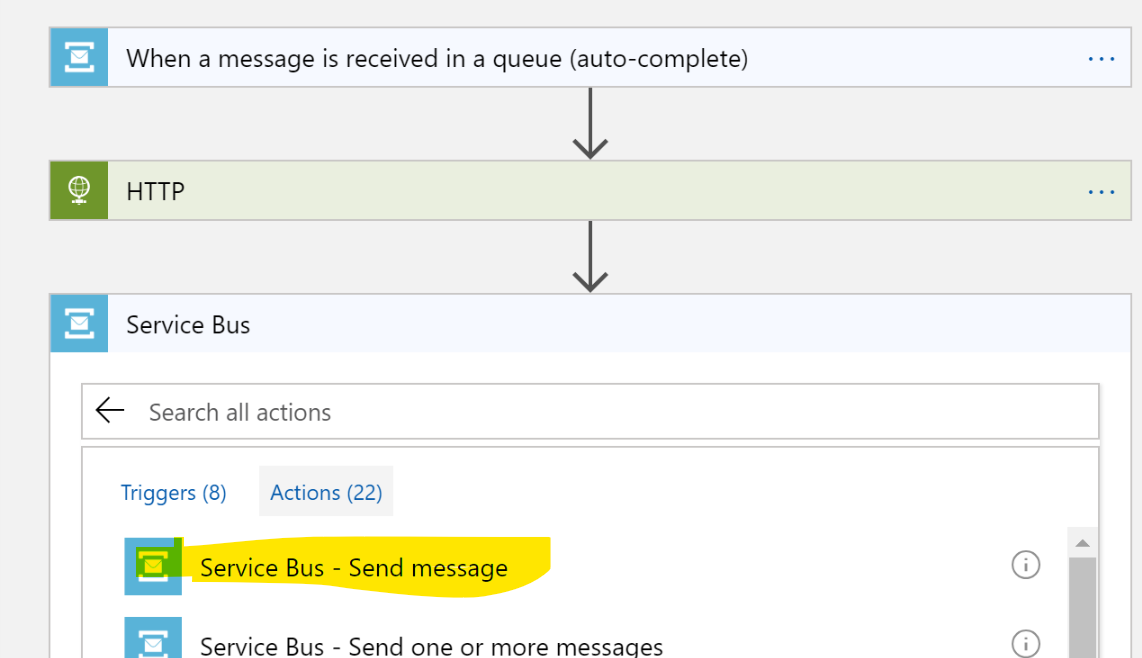 When a message is received in a queue (auto-complete)
HTTP
Service Bus
Search all actions
Triggers (8) Actions (22)
Service Bus - Send message
Service Bus - Send one or more messages